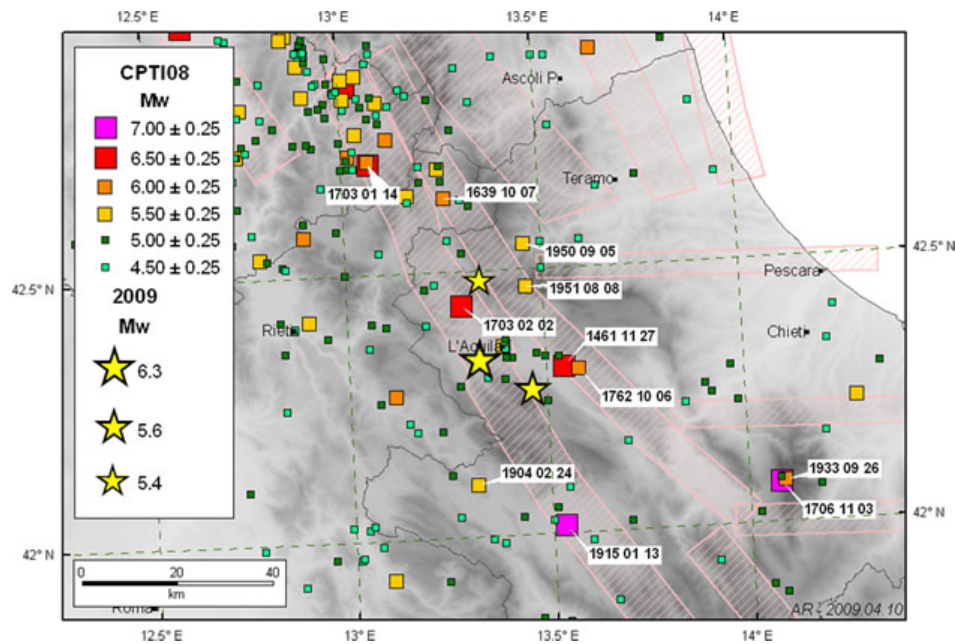 12.5° E
13° E
13.5° E
14° E
CPTI08
Mw
7.00 ± 0.25
6.50 ± 0.25
6.00 ± 0.25
5.50 ± 0.25
5.00 ± 0.25
4.50 ± 0.25
2009
Mw
6.3
5.6
5.4
Ascoli P
Teramo
1703 01 14
1639 10 07
1950 09 05
42.5° N
Pescara
42.5° N
1951 08 08
1703 02 02
Rieti
Chieti
L'Aquila
1461 11 27
1762 10 06
1904 02 24
1933 09 26
1706 11 03
42° N
1915 01 13
42° N
0 20 40
km
Roma
AR - 2009.04.10
12.5° E
13° E
13.5° E
14° E